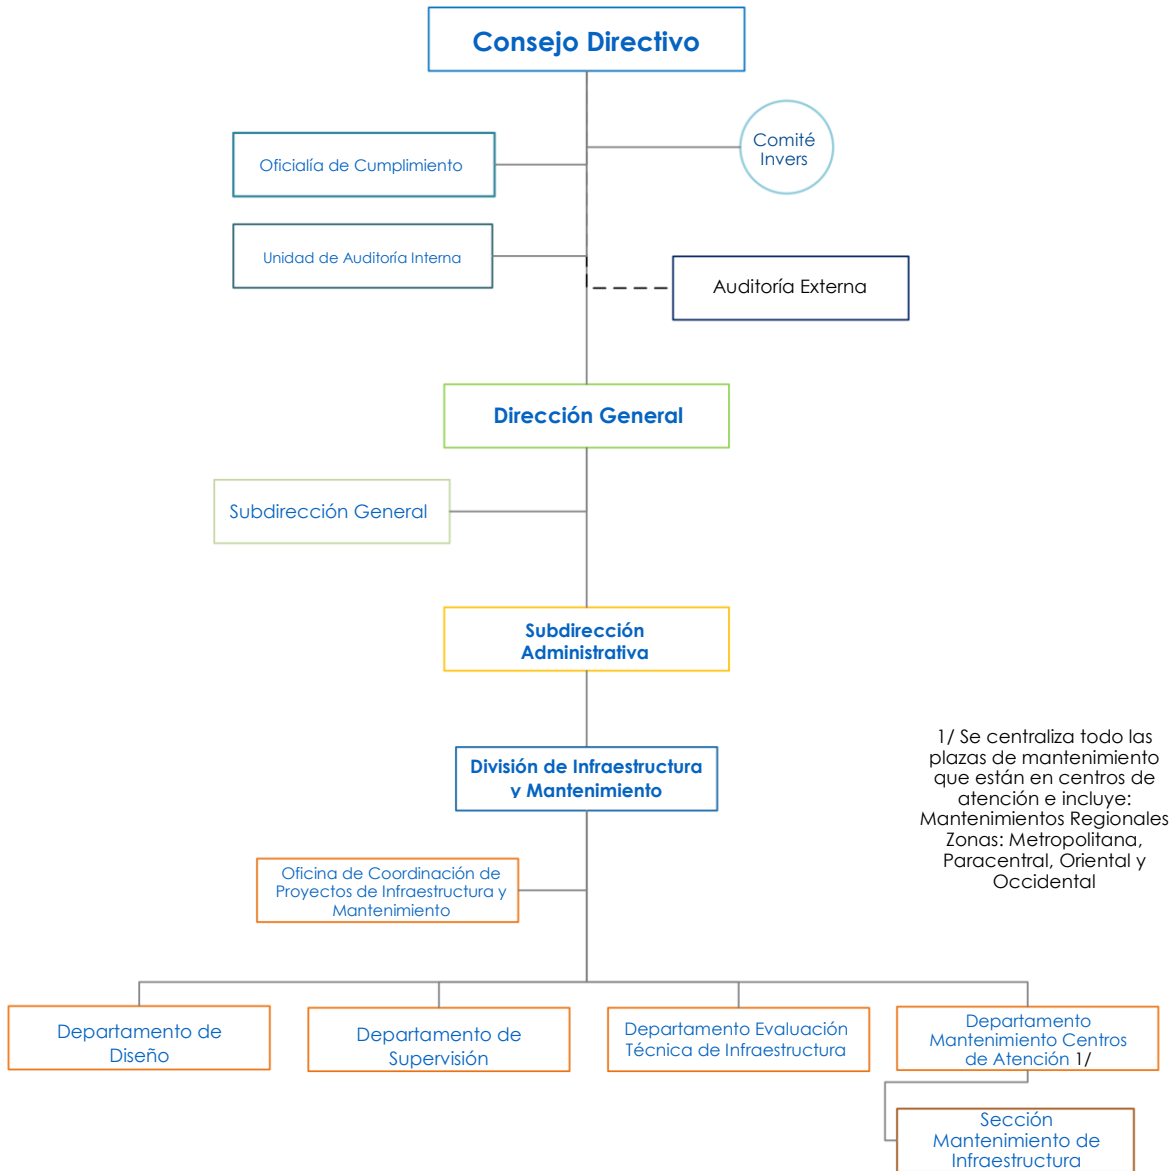 Consejo Directivo
Comité
Invers
Oficialía de Cumplimiento
Unidad de Auditoría Interna
Auditoría Externa
Dirección General
Subdirección General
Subdirección
Administrativa
División de Infraestructura
y Mantenimiento
1/ Se centraliza todo las
plazas de mantenimiento
que están en centros de
atención e incluye:
Mantenimientos Regionales
Zonas: Metropolitana,
Paracentral, Oriental y
Occidental
Oficina de Coordinación de
Proyectos de Infraestructura y
Mantenimiento
Departamento de
Diseño
Departamento de
Supervisión
Departamento Evaluación
Técnica de Infraestructura
Departamento
Mantenimiento Centros
de Atención 1/
Sección
Mantenimiento de
Infraestructura